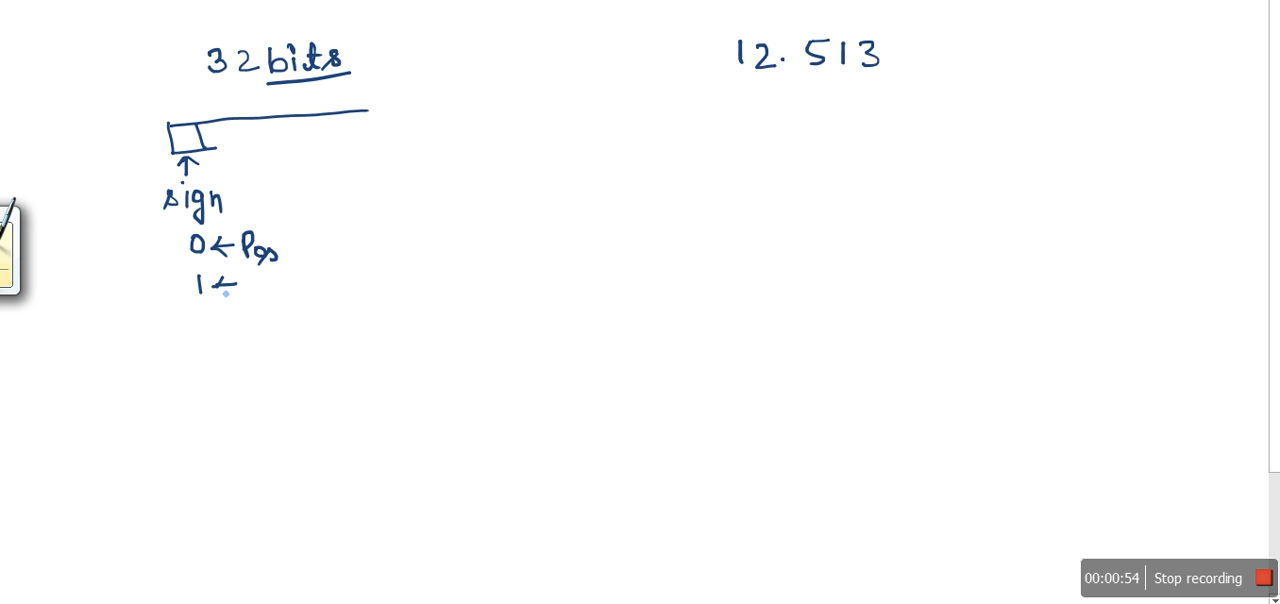 32 bits
12.513
sign
0 ← Pos
1 ←
00:00:54 Stop recording